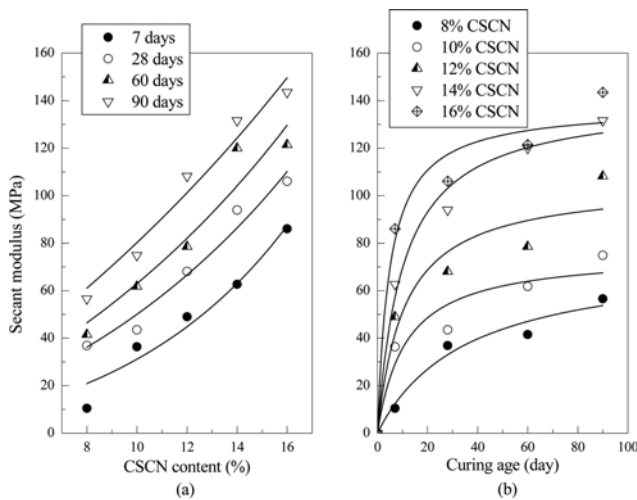 7 days
28 days
60 days
90 days
160
140
120
100
80
60
40
20
0
8 10 12 14 16
Secant modulus (MPa)
CSCN content (%)
(a)
8% CSCN
10% CSCN
12% CSCN
14% CSCN
16% CSCN
160
140
120
100
80
60
40
20
0
0 20 40 60 80 100
Curing age (day)
(b)